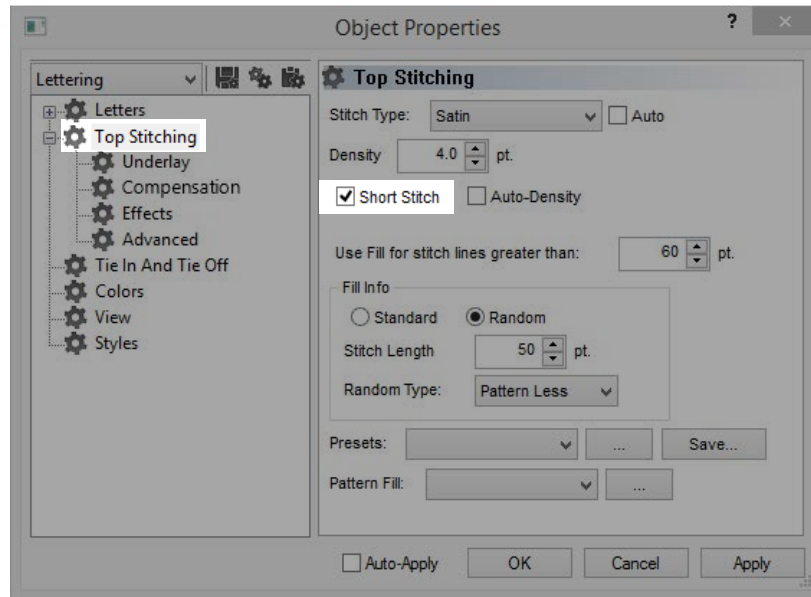 Object Properties
?
Lettering
Letters
Top Stitching
Underlay
Compensation
Effects
Advanced
Tie In And Tie Off
Colors
View
Styles
Top Stitching
Stitch Type: Satin Auto
Density 4.0 pt.
Short Stitch Auto-Density
Use Fill for stitch lines greater than: 60 pt.
Fill Info
Standard Random
Stitch Length 50 pt.
Random Type: Pattern Less
Presets: ... Save...
Pattern Fill: ...
Auto-Apply OK Cancel Apply